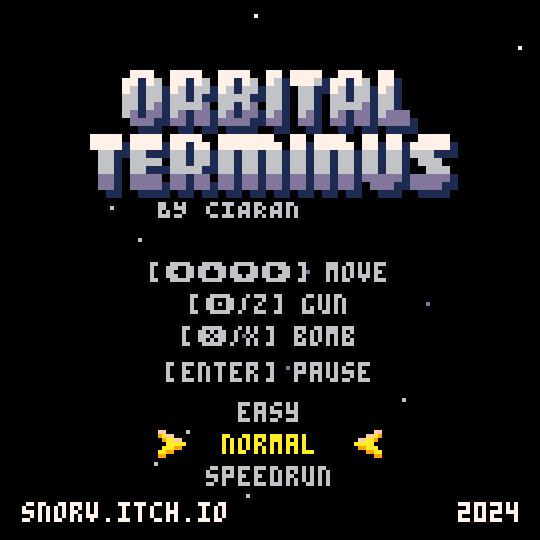 ORBITAL
TERMINUS
BY CIARAN
[⬅️⬆️⬇️➡️] MOVE
[🅾️/Z] GUN
[❎/X] BOMB
[ENTER] PAUSE
EASY
NORMAL
SPEEDRUN
SNORV.ITCH.IO 2024